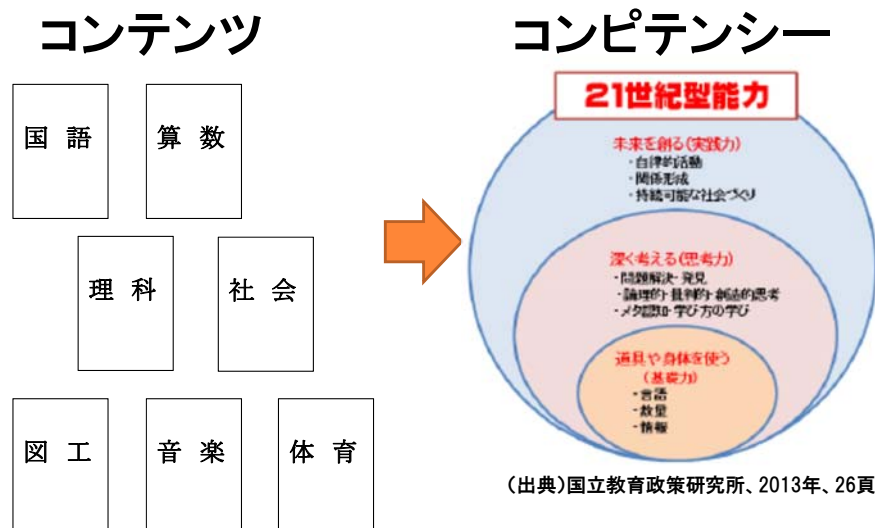 コンテンツ
国 語
算 数
理 科
社 会
図 工
音 楽
体 育
コンピテンシー
21世紀型能力
未来を創る(実践力)
・自律的活動
・関係形成
・持続可能な社会づくり
深く考える(思考力)
・問題解決・発見
・論理的・批判的・創造的思考
・メタ認知・学び方の学び
道具や身体を使う
(基礎力)
・言語
・数量
・情報
(出典)国立教育政策研究所、2013年、26頁